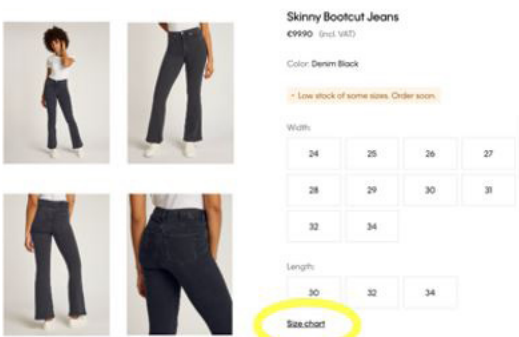 Skinny Bootcut Jeans
€99.90 (incl. VAT)
Color: Denim Black
• Low stock of some sizes. Order soon.
Width:
24 25 26 27
28 29 30 31
32 34
Length:
30 32 34
Size chart